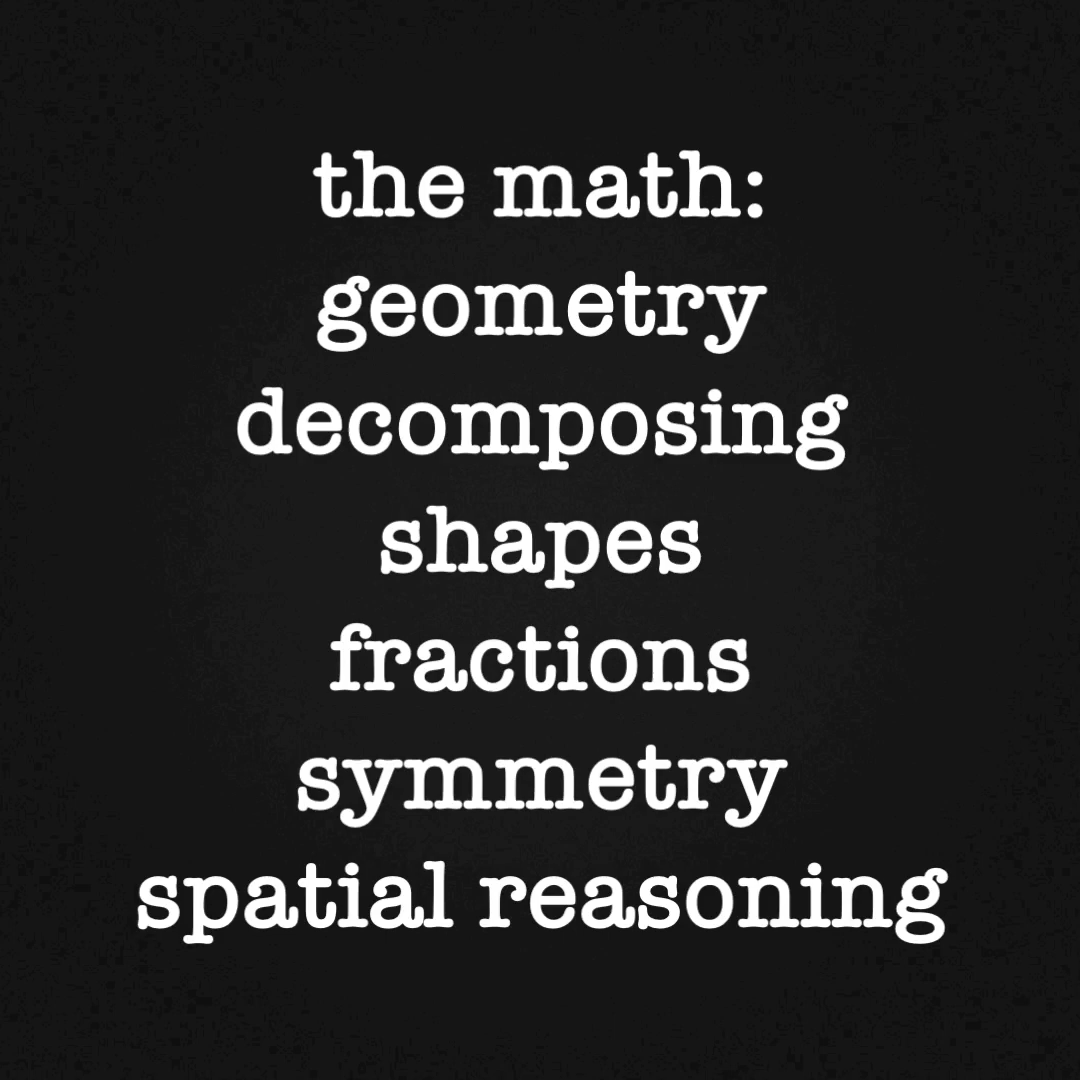 the math:
geometry
decomposing
shapes
fractions
symmetry
spatial reasoning